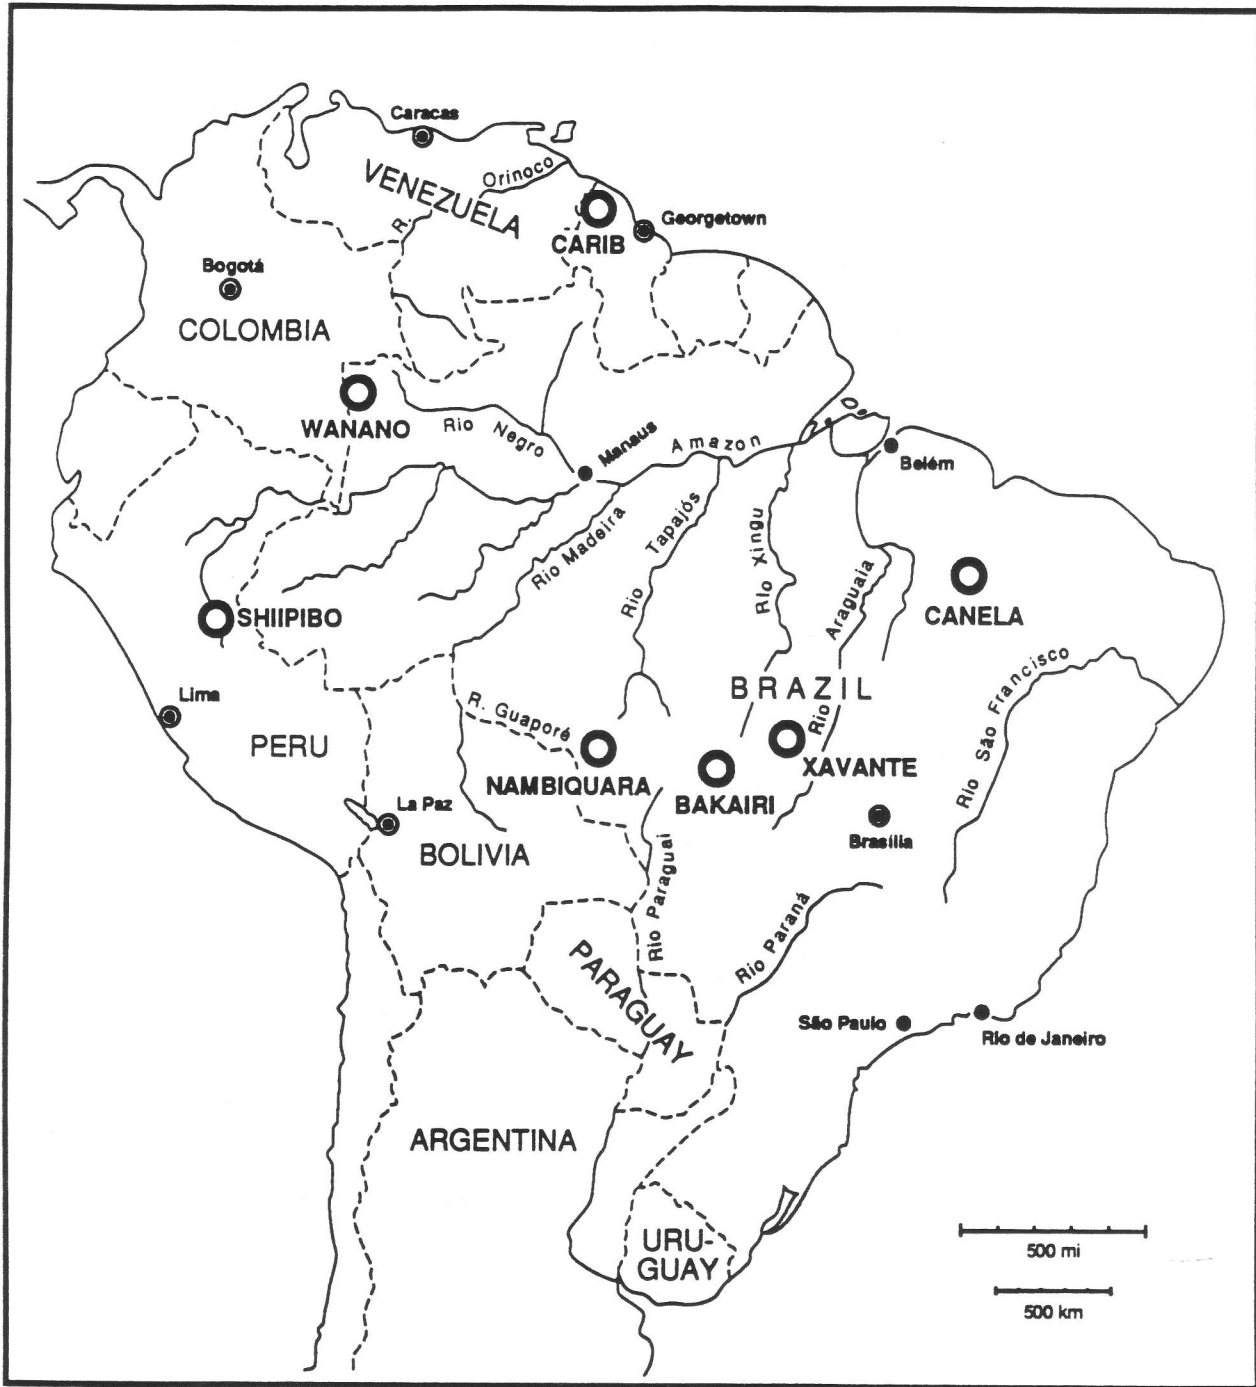 Caracas
VENEZUELA
R. Orinoco
CARIB
Georgetown
Bogotá
COLOMBIA
WANANO
Rio Negro
Manaus
Amazon
Belém
Rio Madeira
Rio Tapajós
Rio Xingu
Rio Araguaia
CANELA
SHIIPIBO
Lima
PERU
BRAZIL
R. Guaporé
NAMBIQUARA
BAKAIRI
XAVANTE
Rio São Francisco
La Paz
BOLIVIA
Brasília
Rio Paraguai
Rio Paraná
PARAGUAY
São Paulo
Rio de Janeiro
ARGENTINA
URU-
GUAY
500 mi
500 km